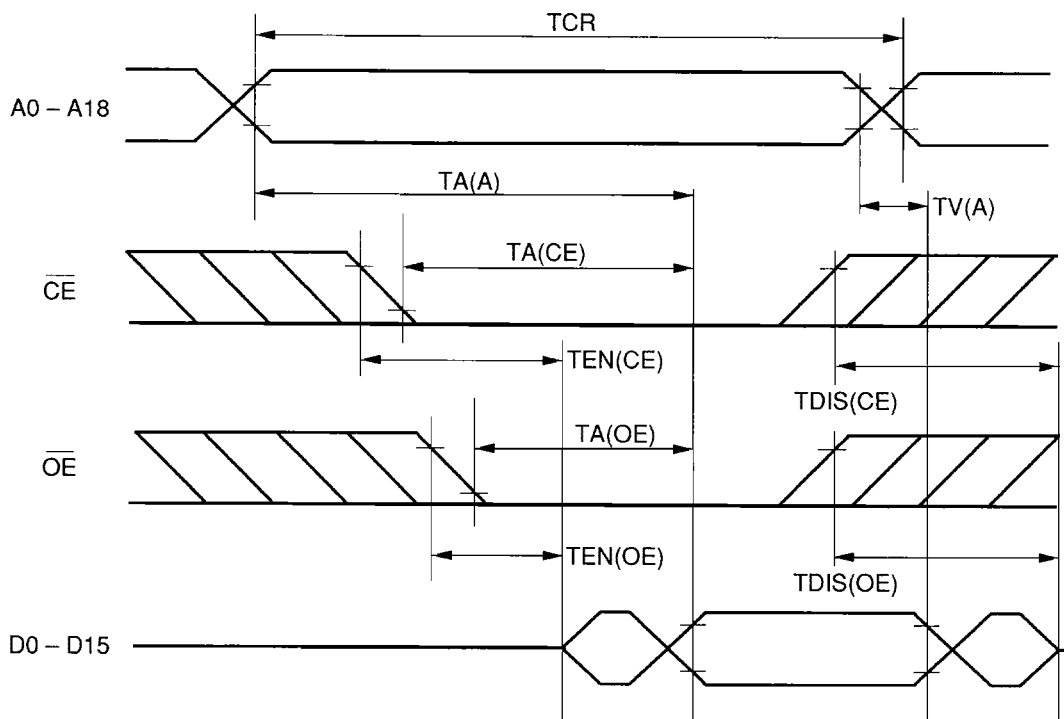 TCR
A0 – A18
TA(A)
TV(A)
TA(CE)
CE
TEN(CE)
TDIS(CE)
TA(OE)
OE
TEN(OE)
TDIS(OE)
D0 – D15